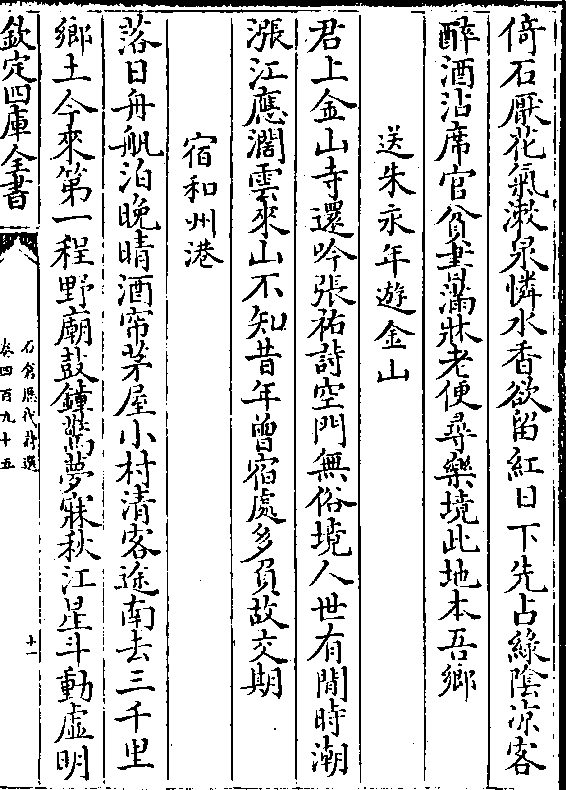 倚石厭花氣漱泉憐水香欲留紅日下先占綠陰凉客
醉酒沾席官貧書滿牀老便尋樂境此地本吾鄉
送朱永年遊金山
君上金山寺還吟張祐詩空門無俗境人世有閒時潮
漲江應濶雲來山不知昔年曾宿處多負故交期
宿和州港
落日舟㠶泊晚晴酒帘茅屋小村清客途南去三千里
鄉土今來第一程野廟鼓鍾驚夢寐秋江星斗動虛明
欽定四庫全書
石倉歷代詩選
卷四百九十五
十一